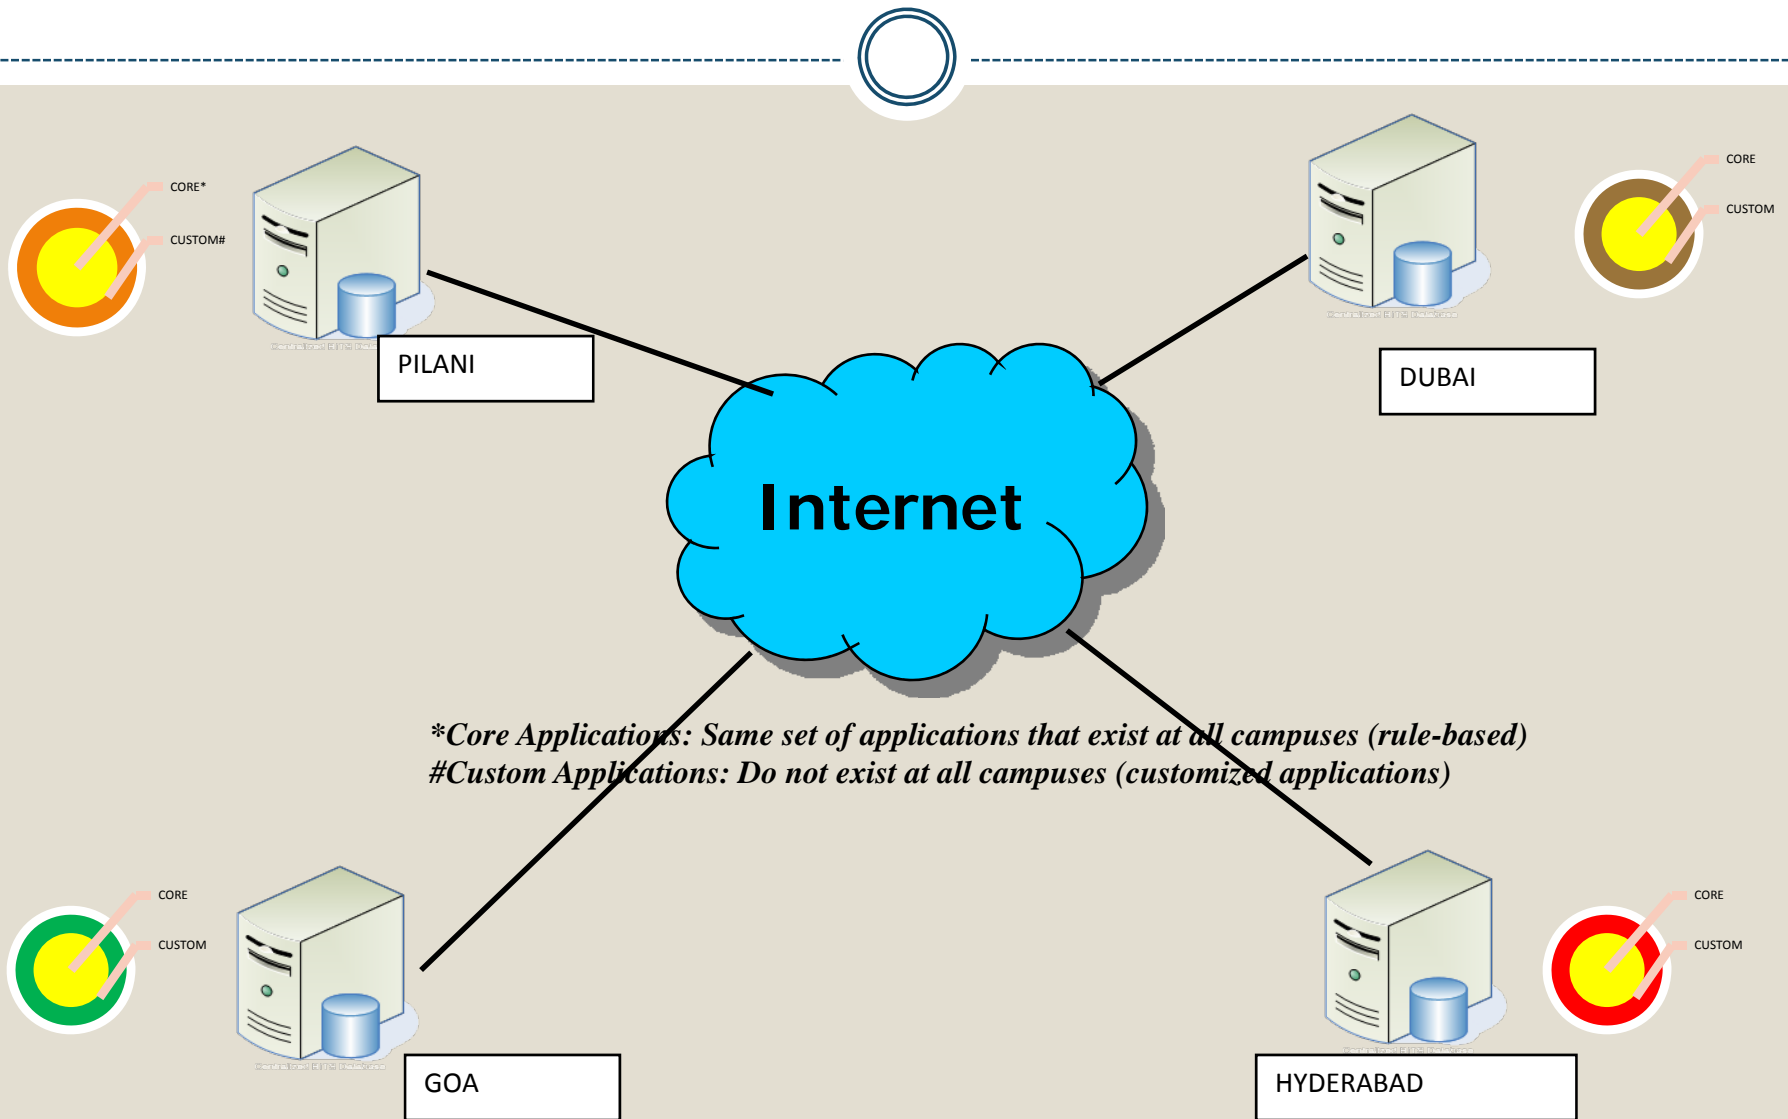 CORE*
CUSTOM#
PILANI
CORE
CUSTOM
DUBAI
Internet
*Core Applications: Same set of applications that exist at all campuses (rule-based)
#Custom Applications: Do not exist at all campuses (customized applications)
CORE
CUSTOM
GOA
CORE
CUSTOM
HYDERABAD